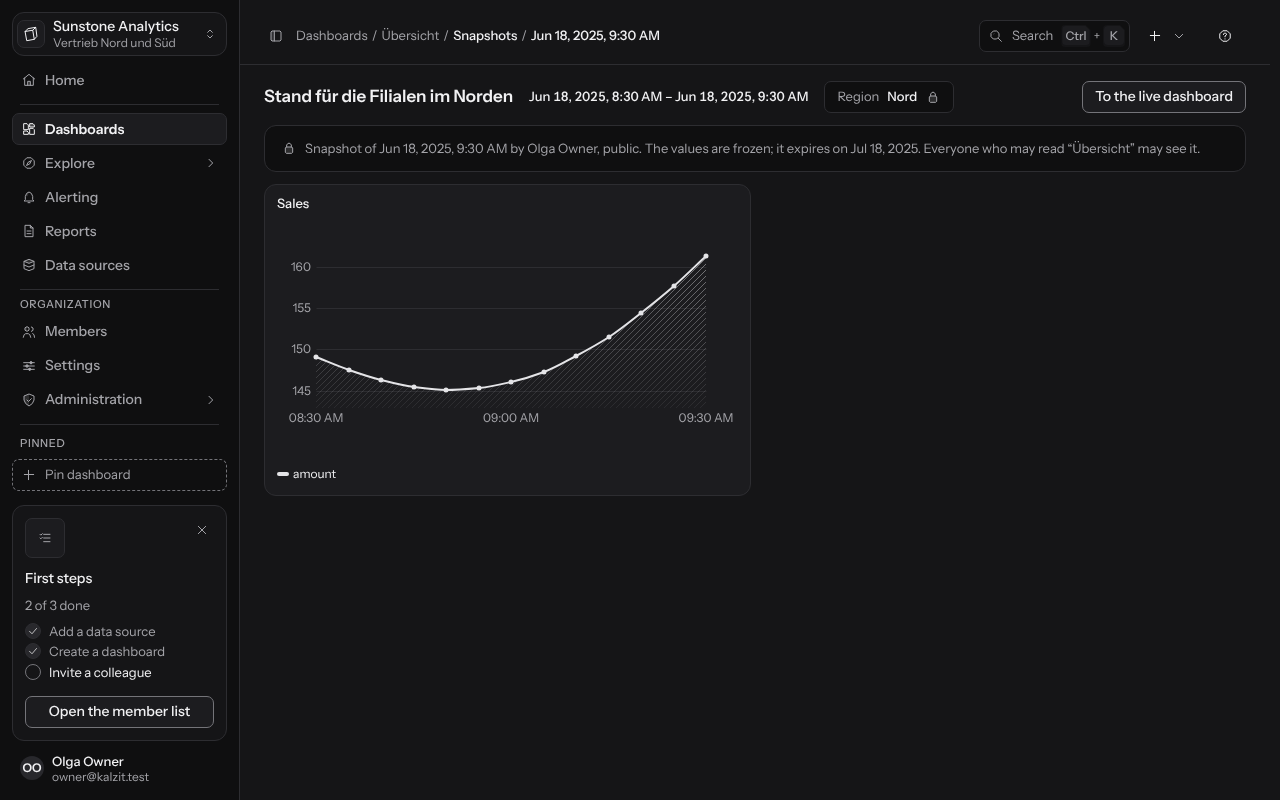 Sunstone Analytics
Vertrieb Nord und Süd
Home
Dashboards
Explore
Alerting
Reports
Data sources
ORGANIZATION
Members
Settings
Administration
PINNED
Pin dashboard
First steps
2 of 3 done
Add a data source
Create a dashboard
Invite a colleague
Open the member list
OO Olga Owner
owner@kalzit.test
Dashboards / Übersicht / Snapshots / Jun 18, 2025, 9:30 AM
Search Ctrl + K
Stand für die Filialen im Norden Jun 18, 2025, 8:30 AM – Jun 18, 2025, 9:30 AM Region Nord To the live dashboard
Snapshot of Jun 18, 2025, 9:30 AM by Olga Owner, public. The values are frozen; it expires on Jul 18, 2025. Everyone who may read “Übersicht” may see it.
Sales
160
155
150
145
08:30 AM 09:00 AM 09:30 AM
amount